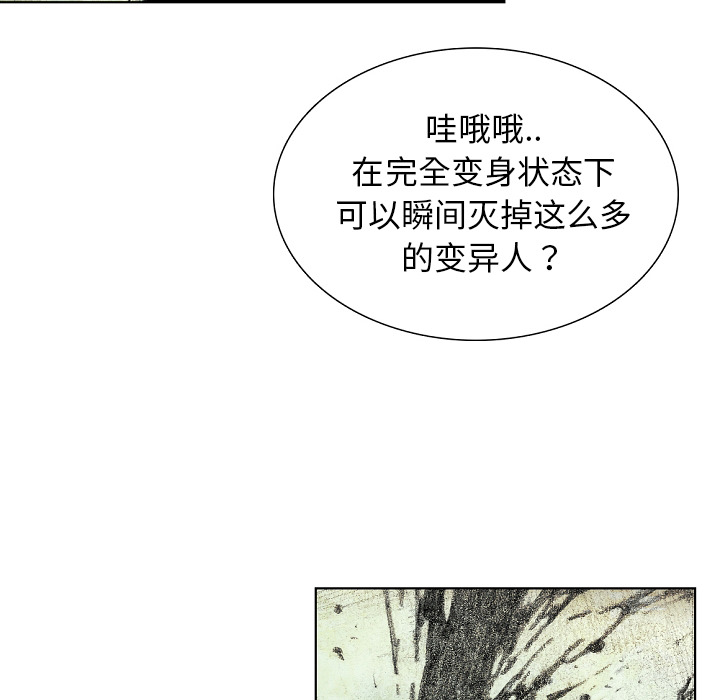 哇哦哦..
在完全变身状态下
可以瞬间灭掉这么多
的变异人？